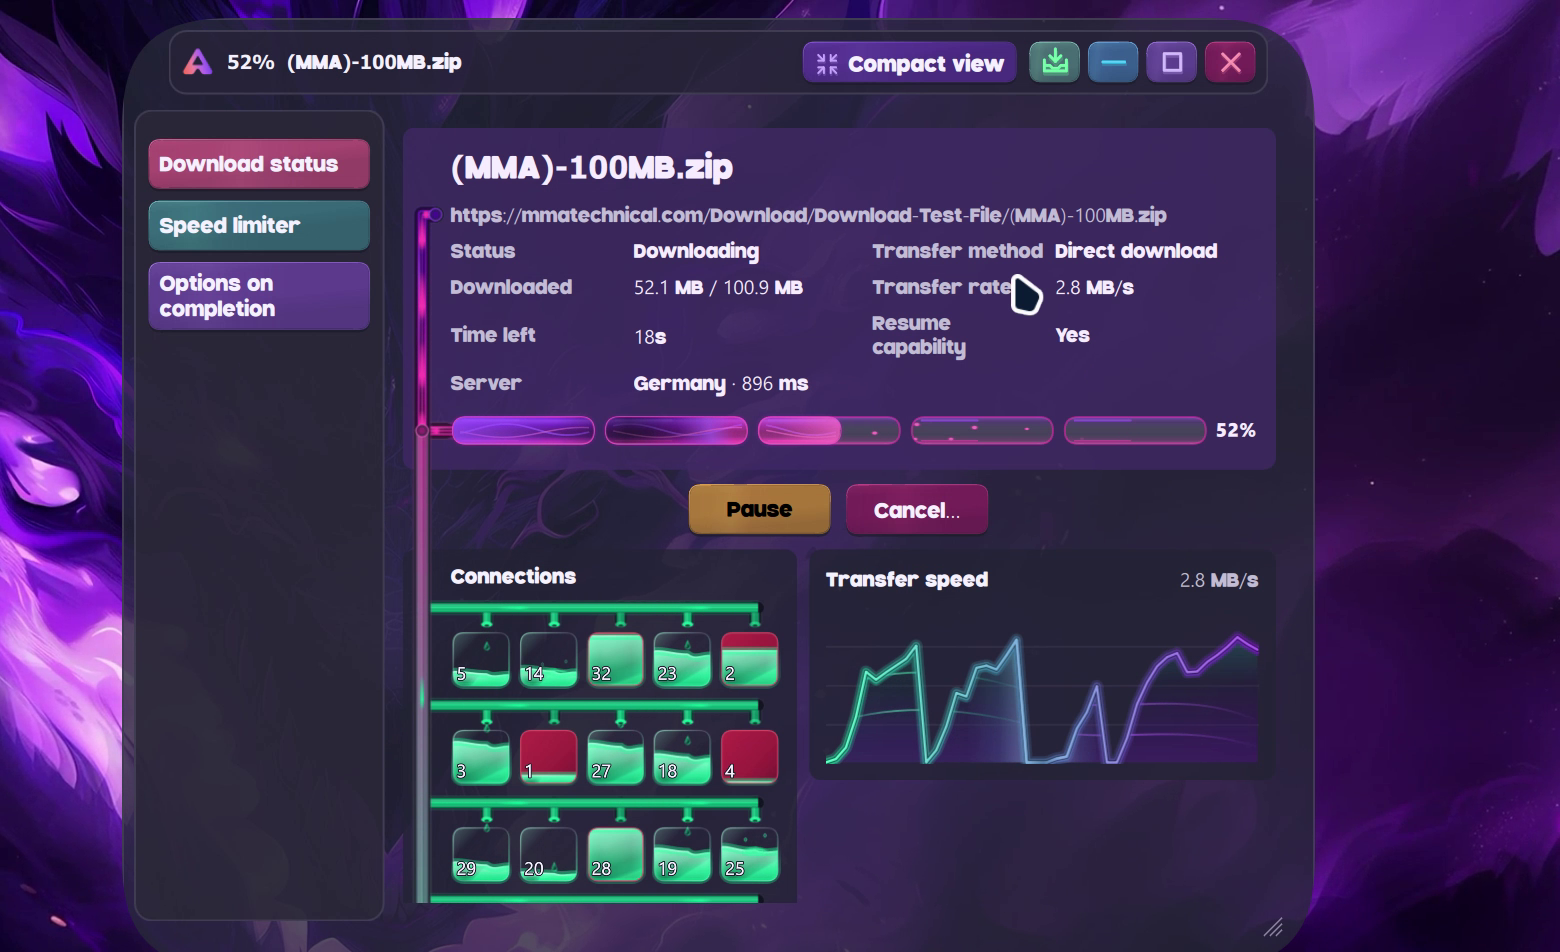 52% (MMA)-100MB.zip
Compact view
Download status
Speed limiter
Options on
completion
(MMA)-100MB.zip
https://mmatechnical.com/Download/Download-Test-File/(MMA)-100MB.zip
Status Downloading Transfer method Direct download
Downloaded 52.1 MB / 100.9 MB Transfer rate 2.8 MB/s
Time left 18s Resume
capability Yes
Server Germany · 896 ms
52%
Pause Cancel...
Connections
5 14 32 23 2
3 1 27 18 4
29 20 28 19 25
Transfer speed 2.8 MB/s